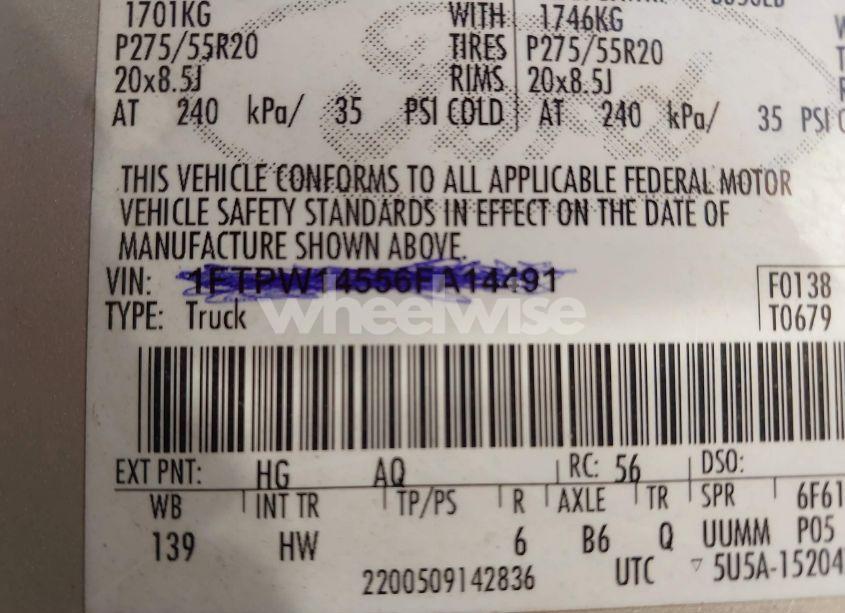 1701KG WITH 1746KG
P275/55R20 TIRES P275/55R20
20x8.5J RIMS 20x8.5J
AT 240 kPa/ 35 PSI COLD AT 240 kPa/ 35 PSI
THIS VEHICLE CONFORMS TO ALL APPLICABLE FEDERAL MOTOR
VEHICLE SAFETY STANDARDS IN EFFECT ON THE DATE OF
MANUFACTURE SHOWN ABOVE.
VIN: 1FTPW14556FA14491 F0138
TYPE: Truck T0679
wheelwise
EXT PNT: HG AQ RC: 56 DSO:
WB INT TR TP/PS R AXLE TR SPR 6F61
139 HW 6 B6 Q UUMM P05
2200509142836 UTC ▽ 5U5A-15204